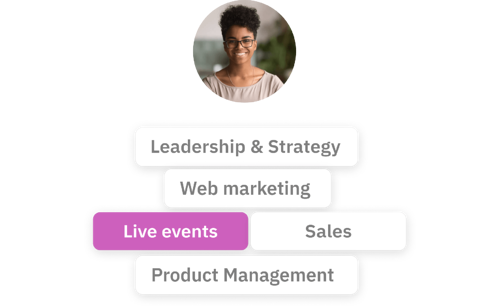 Leadership & Strategy
Web marketing
Live events Sales
Product Management